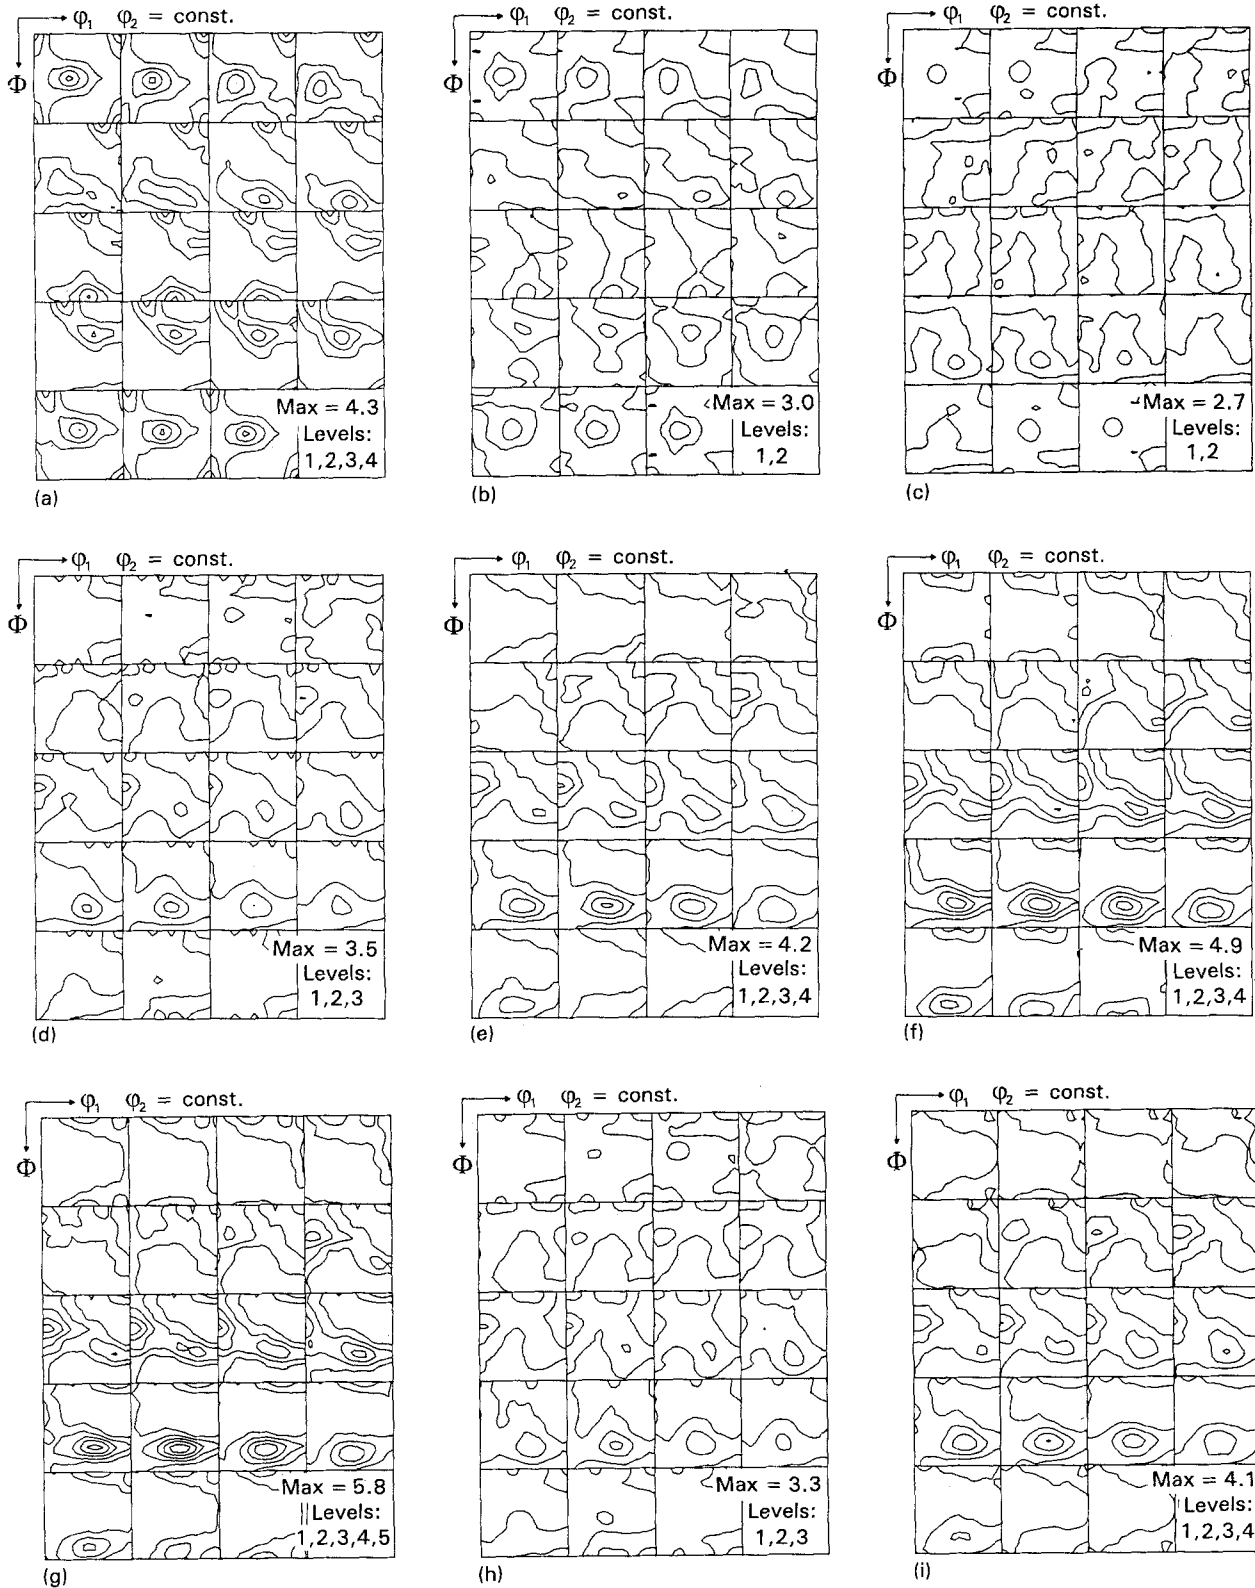 φ₁ φ₂ = const.
Φ
Max = 4.3
Levels:
1,2,3,4
(a)
φ₁ φ₂ = const.
Φ
Max = 3.0
Levels:
1,2
(b)
φ₁ φ₂ = const.
Φ
Max = 2.7
Levels:
1,2
(c)
φ₁ φ₂ = const.
Φ
Max = 3.5
Levels:
1,2,3
(d)
φ₁ φ₂ = const.
Φ
Max = 4.2
Levels:
1,2,3,4
(e)
φ₁ φ₂ = const.
Φ
Max = 4.9
Levels:
1,2,3,4
(f)
φ₁ φ₂ = const.
Φ
Max = 5.8
Levels:
1,2,3,4,5
(g)
φ₁ φ₂ = const.
Φ
Max = 3.3
Levels:
1,2,3
(h)
φ₁ φ₂ = const.
Φ
Max = 4.1
Levels:
1,2,3,4
(i)